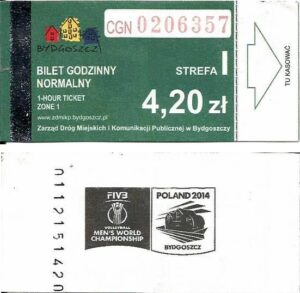 CGN 0206357
BYDGOSZCZ
BILET GODZINNY
NORMALNY
1-HOUR TICKET
ZONE 1
www.zdmikp.bydgoszcz.pl
STREFA I
4,20 zł
Zarząd Dróg Miejskich i Komunikacji Publicznej w Bydgoszczy
TU KASOWAĆ
0112151420
FIVB
VOLLEYBALL
MEN'S WORLD
CHAMPIONSHIP
POLAND 2014
BYDGOSZCZ